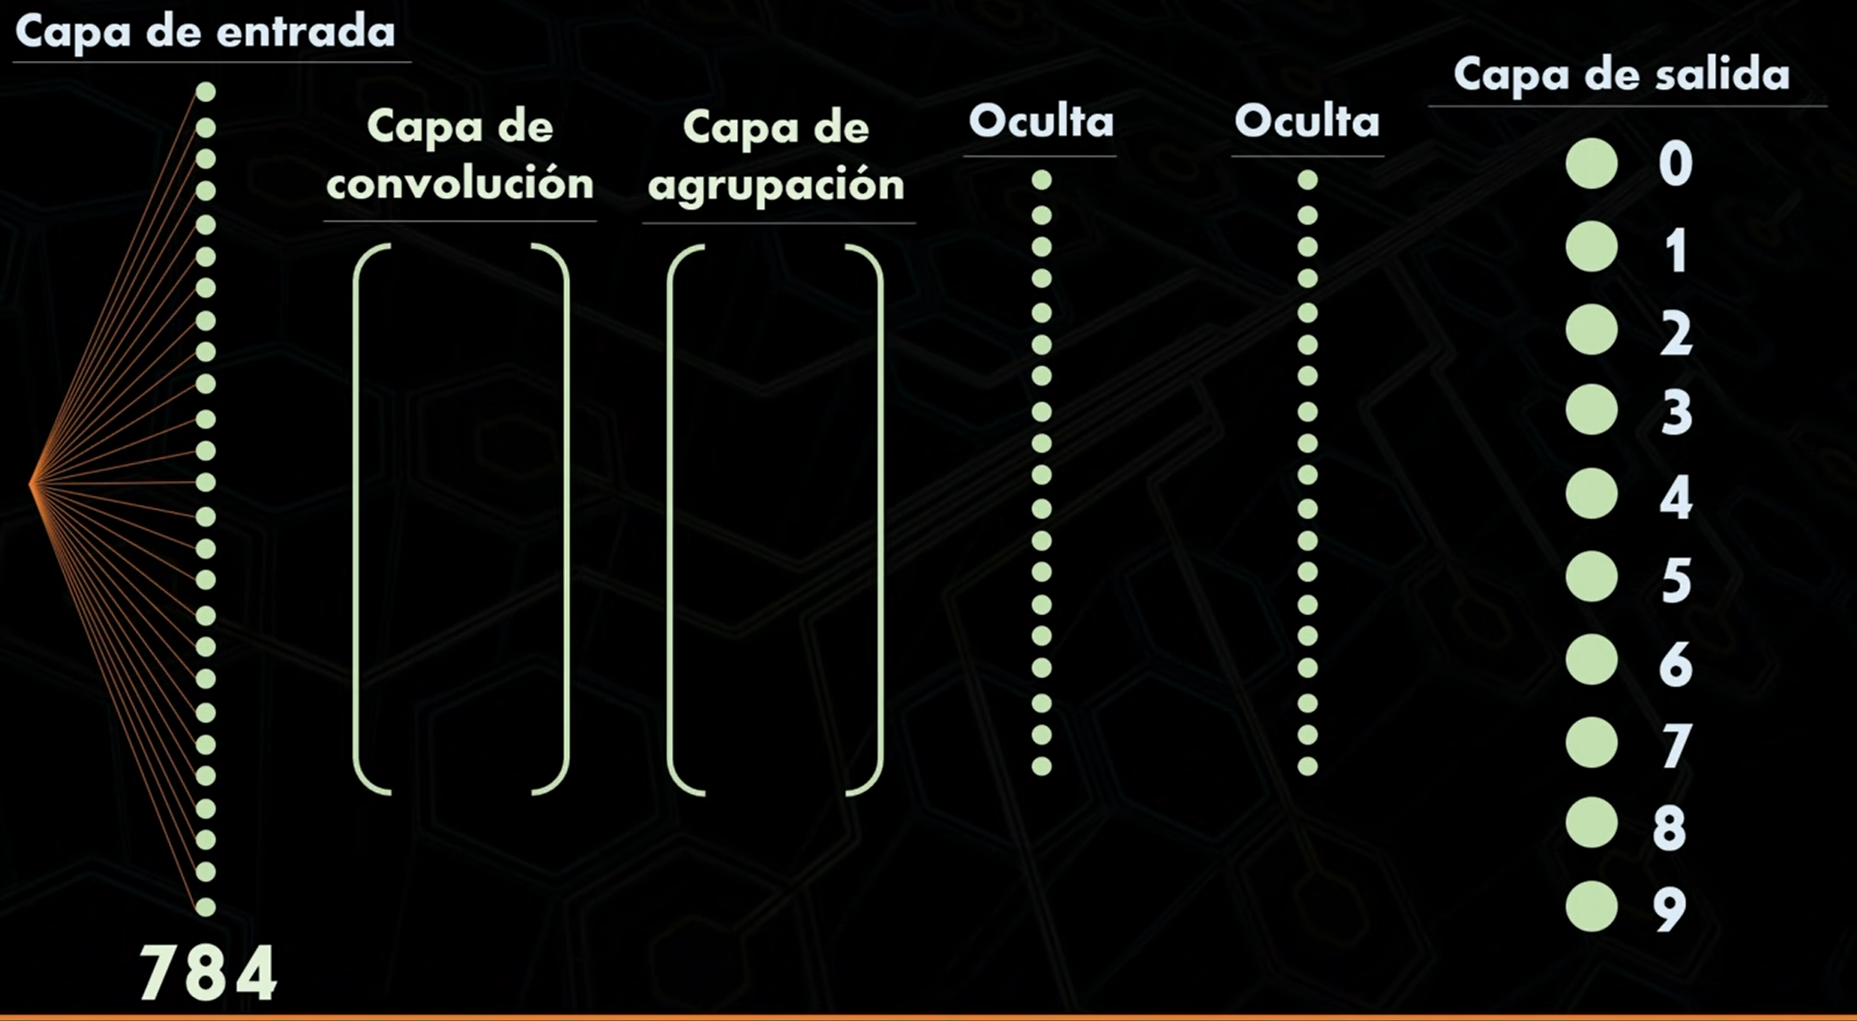 Capa de entrada
784
Capa de
convolución
Capa de
agrupación
Oculta
Oculta
Capa de salida
0
1
2
3
4
5
6
7
8
9